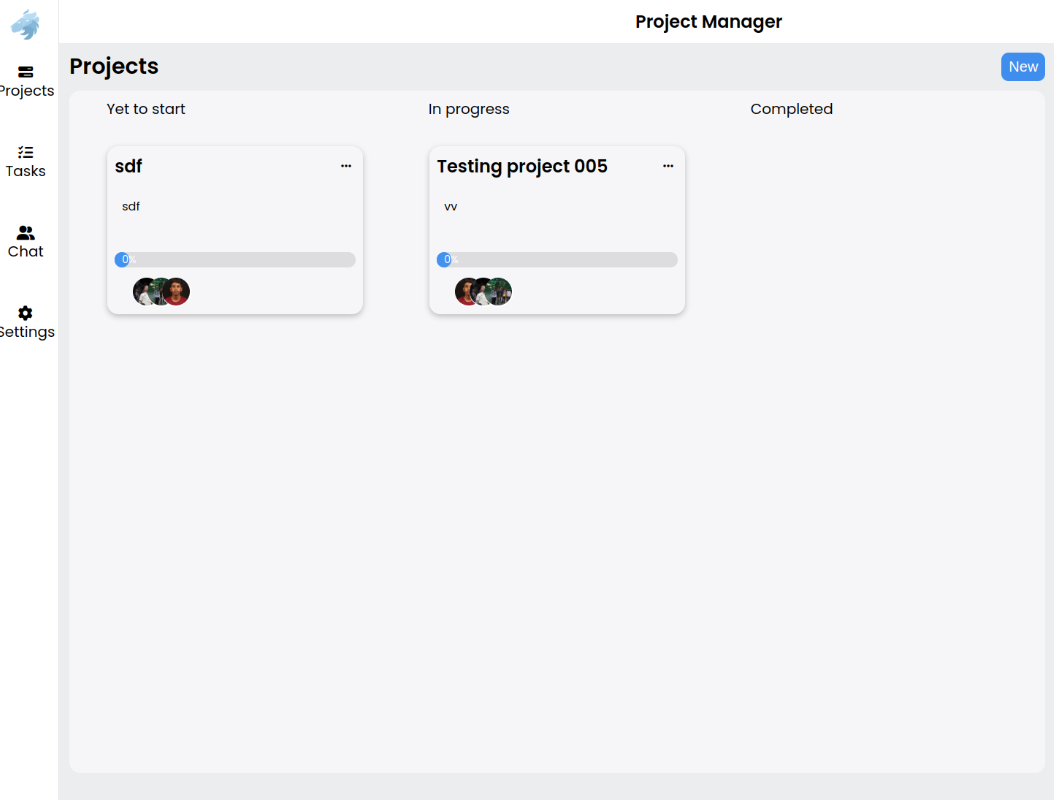 Project Manager
Projects
New
Projects
Tasks
Chat
Settings
Yet to start
In progress
Completed
sdf
sdf
0%
Testing project 005
vv
0%